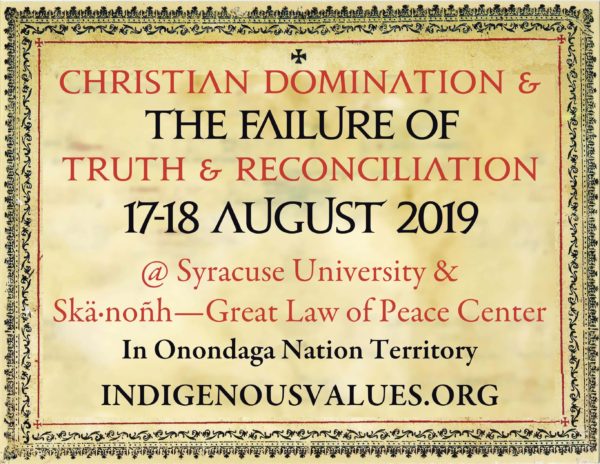 CHRISTIAN DOMINATION &
THE FAILURE OF
TRUTH & RECONCILIATION
17-18 AUGUST 2019
@ Syracuse University &
Skä·noñh—Great Law of Peace Center
In Onondaga Nation Territory
INDIGENOUSVALUES.ORG